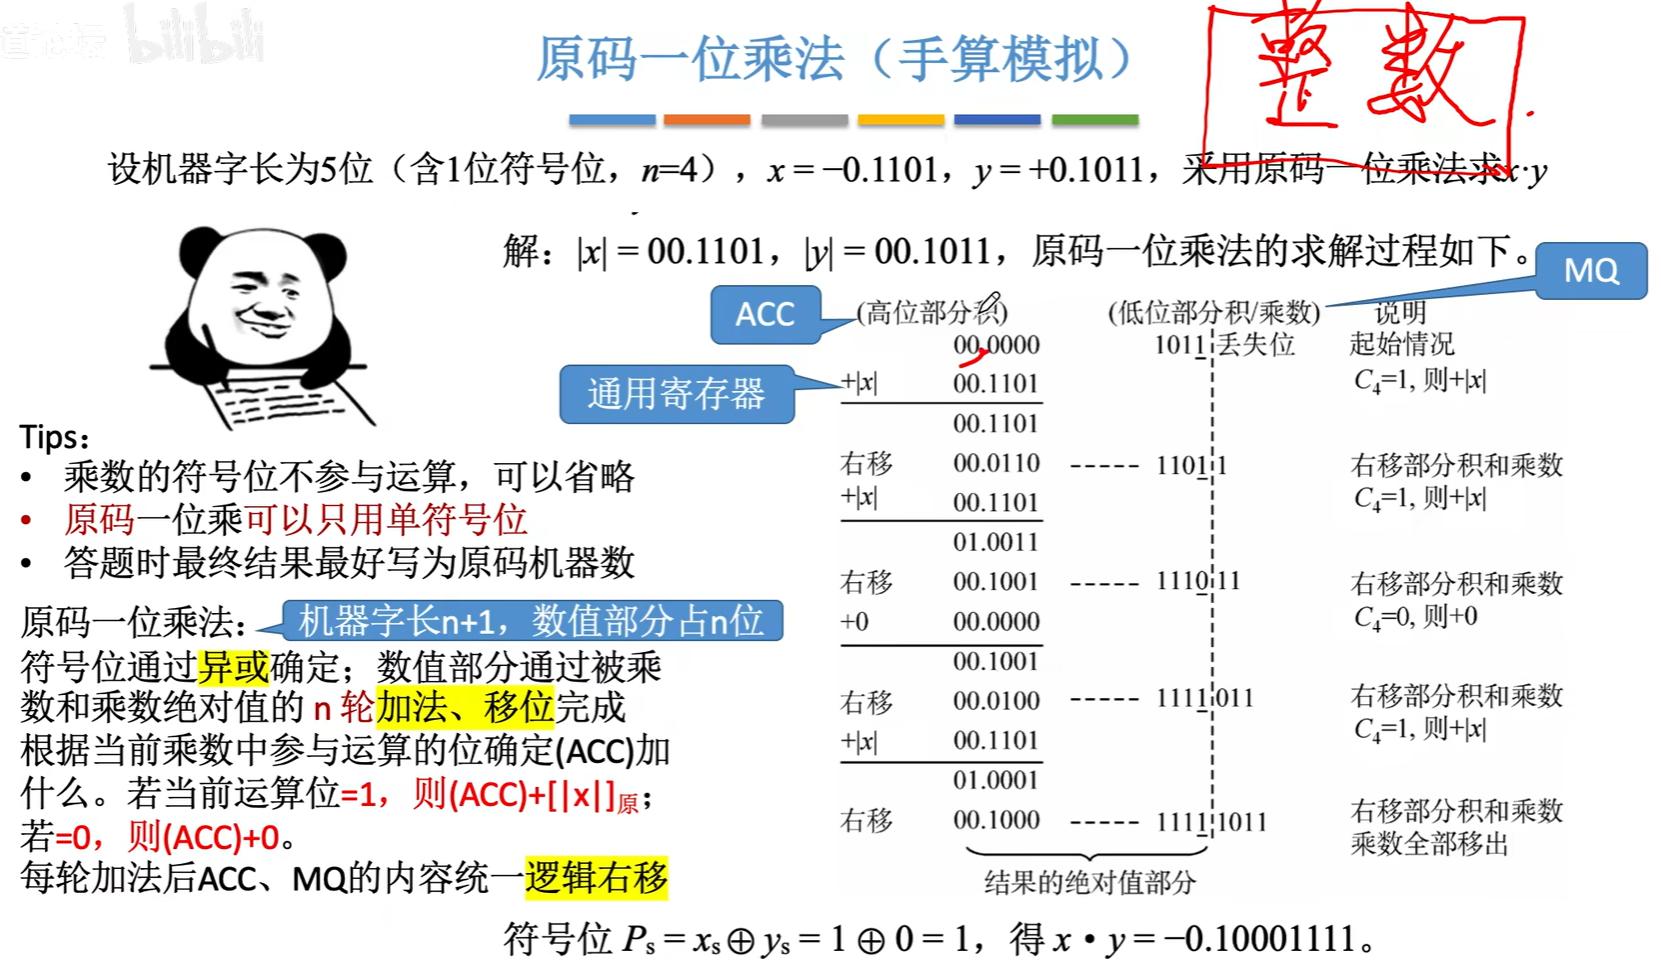 bilibili
原码一位乘法（手算模拟）
整数
设机器字长为5位（含1位符号位，n=4），x = −0.1101，y = +0.1011，采用原码一位乘法求x·y
解：|x| = 00.1101，|y| = 00.1011，原码一位乘法的求解过程如下。
MQ
ACC
(高位部分积) (低位部分积/乘数) 说明
00.0000 1011 丢失位 起始情况
通用寄存器
+|x| 00.1101 C₄=1, 则+|x|
00.1101
右移 00.0110 ----- 1101 1 右移部分积和乘数
+|x| 00.1101 C₄=1, 则+|x|
01.0011
右移 00.1001 ----- 1110 11 右移部分积和乘数
+0 00.0000 C₄=0, 则+0
00.1001
右移 00.0100 ----- 1111 011 右移部分积和乘数
+|x| 00.1101 C₄=1, 则+|x|
01.0001
右移 00.1000 ----- 1111 1011 右移部分积和乘数
乘数全部移出
结果的绝对值部分
Tips：
• 乘数的符号位不参与运算，可以省略
• 原码一位乘可以只用单符号位
• 答题时最终结果最好写为原码机器数
原码一位乘法：
机器字长n+1，数值部分占n位
符号位通过异或确定；数值部分通过被乘
数和乘数绝对值的 n 轮加法、移位完成
根据当前乘数中参与运算的位确定(ACC)加
什么。若当前运算位=1，则(ACC)+[|x|]原；
若=0，则(ACC)+0。
每轮加法后ACC、MQ的内容统一逻辑右移
符号位 Pₛ = xₛ⊕yₛ = 1 ⊕ 0 = 1，得 x • y = −0.10001111。